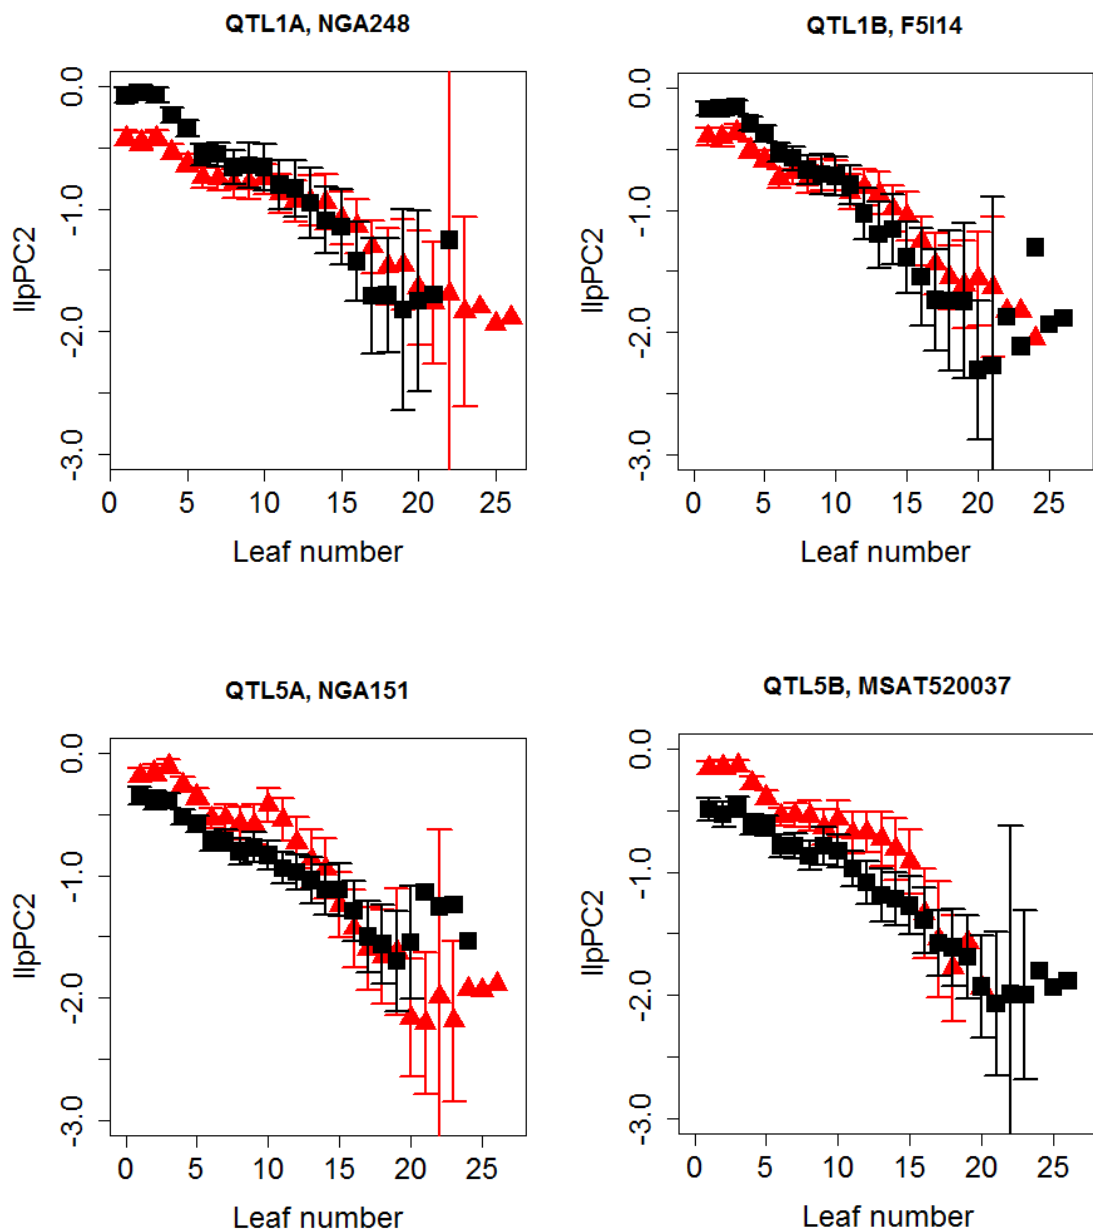 QTL1A, NGA248
QTL1B, F5I14
llpPC2
0.0
-1.0
-2.0
-3.0
0 5 10 15 20 25
Leaf number
llpPC2
0.0
-1.0
-2.0
-3.0
0 5 10 15 20 25
Leaf number
QTL5A, NGA151
QTL5B, MSAT520037
llpPC2
0.0
-1.0
-2.0
-3.0
0 5 10 15 20 25
Leaf number
llpPC2
0.0
-1.0
-2.0
-3.0
0 5 10 15 20 25
Leaf number